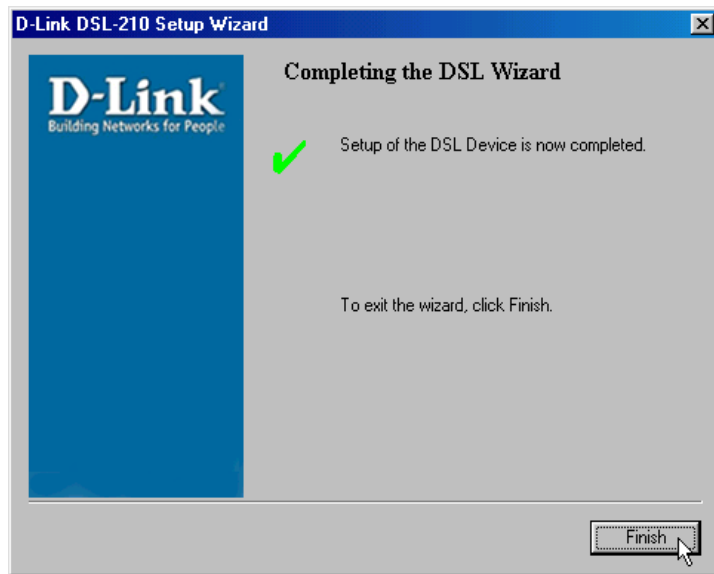 D-Link DSL-210 Setup Wizard
D-Link
Building Networks for People
Completing the DSL Wizard
Setup of the DSL Device is now completed.
To exit the wizard, click Finish.
Finish